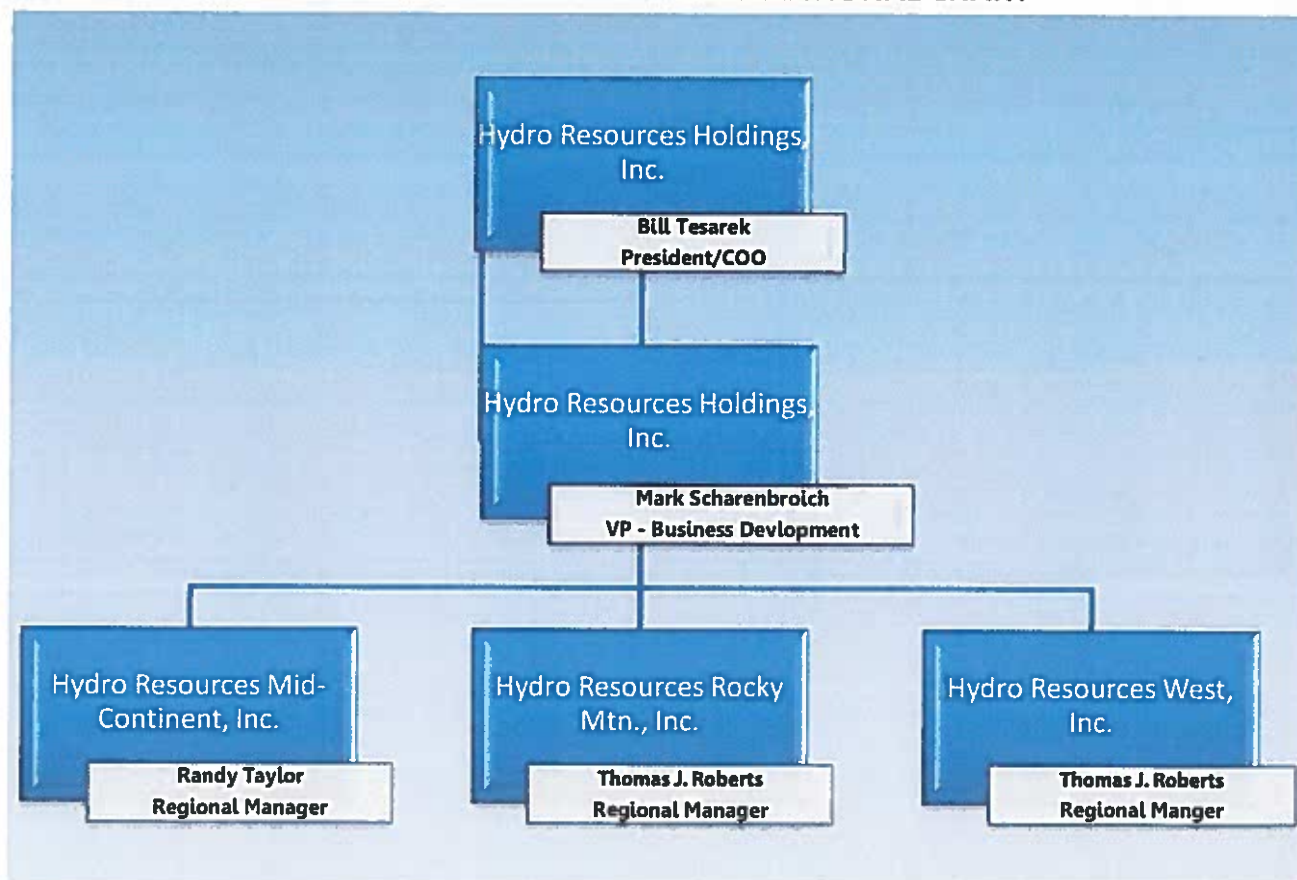 Hydro Resources Holdings,
Inc.
Bill Tesarek
President/COO
Hydro Resources Holdings,
Inc.
Mark Scharenbroich
VP - Business Devlopment
Hydro Resources Mid-
Continent, Inc.
Randy Taylor
Regional Manager
Hydro Resources Rocky
Mtn., Inc.
Thomas J. Roberts
Regional Manager
Hydro Resources West,
Inc.
Thomas J. Roberts
Regional Manger